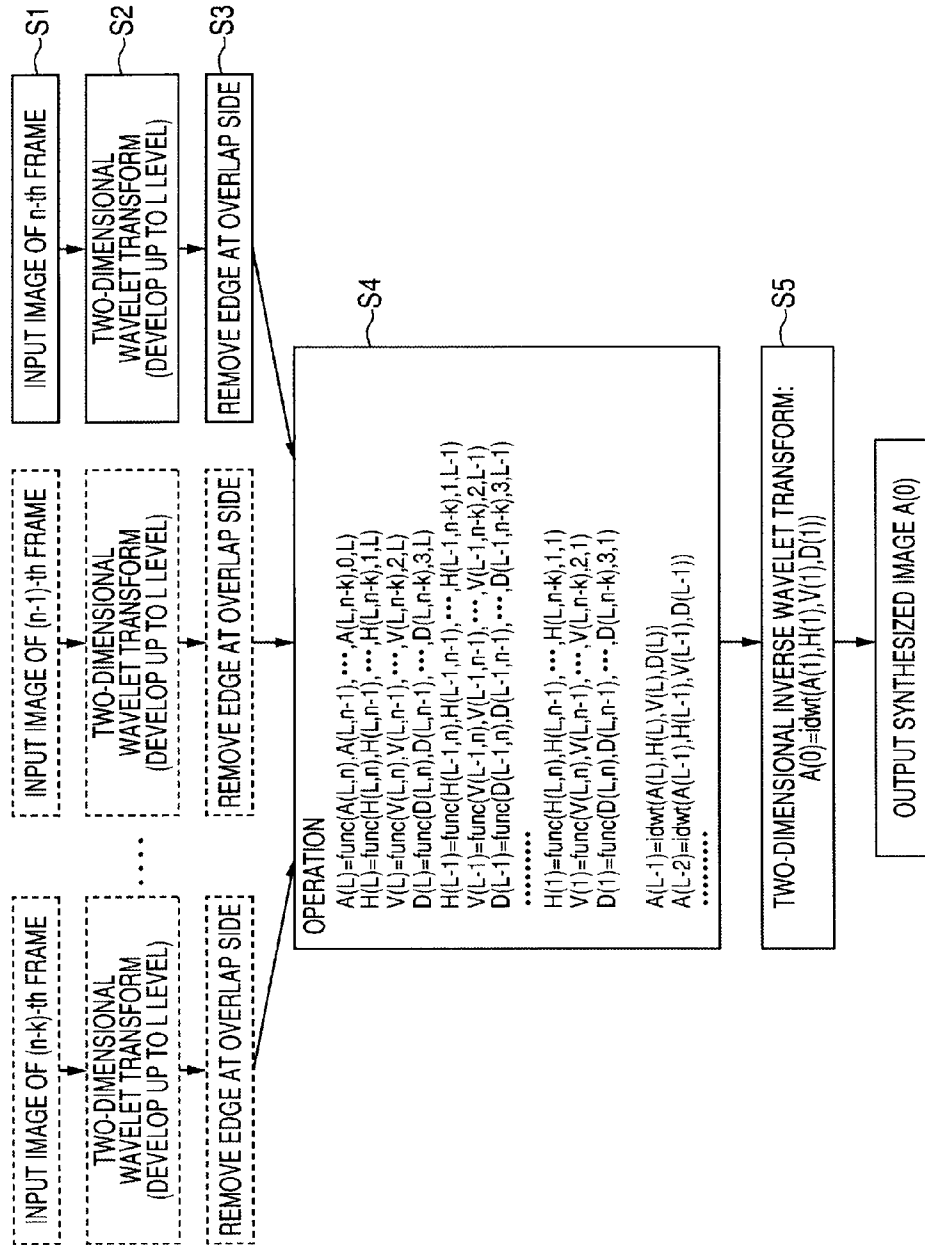 INPUT IMAGE OF (n-k)-th FRAME
TWO-DIMENSIONAL
WAVELET TRANSFORM
(DEVELOP UP TO L LEVEL)
REMOVE EDGE AT OVERLAP SIDE
....
INPUT IMAGE OF (n-1)-th FRAME
TWO-DIMENSIONAL
WAVELET TRANSFORM
(DEVELOP UP TO L LEVEL)
REMOVE EDGE AT OVERLAP SIDE
INPUT IMAGE OF n-th FRAME
S1
TWO-DIMENSIONAL
WAVELET TRANSFORM
(DEVELOP UP TO L LEVEL)
S2
REMOVE EDGE AT OVERLAP SIDE
S3
OPERATION
S4
A(L)=func(A(L,n),A(L,n-1), •••,A(L,n-k),0,L)
H(L)=func(H(L,n),H(L,n-1), •••,H(L,n-k),1,L)
V(L)=func(V(L,n),V(L,n-1), •••,V(L,n-k),2,L)
D(L)=func(D(L,n),D(L,n-1), •••,D(L,n-k),3,L)
H(L-1)=func(H(L-1,n),H(L-1,n-1), •••,H(L-1,n-k),1,L-1)
V(L-1)=func(V(L-1,n),V(L-1,n-1), •••,V(L-1,n-k),2,L-1)
D(L-1)=func(D(L-1,n),D(L-1,n-1), •••,D(L-1,n-k),3,L-1)
•••••••••
H(1)=func(H(L,n),H(L,n-1), •••,H(L,n-k),1,1)
V(1)=func(V(L,n),V(L,n-1), •••,V(L,n-k),2,1)
D(1)=func(D(L,n),D(L,n-1), •••,D(L,n-k),3,1)
A(L-1)=idwt(A(L),H(L),V(L),D(L))
A(L-2)=idwt(A(L-1),H(L-1),V(L-1),D(L-1))
•••••••••
TWO-DIMENSIONAL INVERSE WAVELET TRANSFORM:
A(0)=idwt(A(1),H(1),V(1),D(1))
S5
OUTPUT SYNTHESIZED IMAGE A(0)